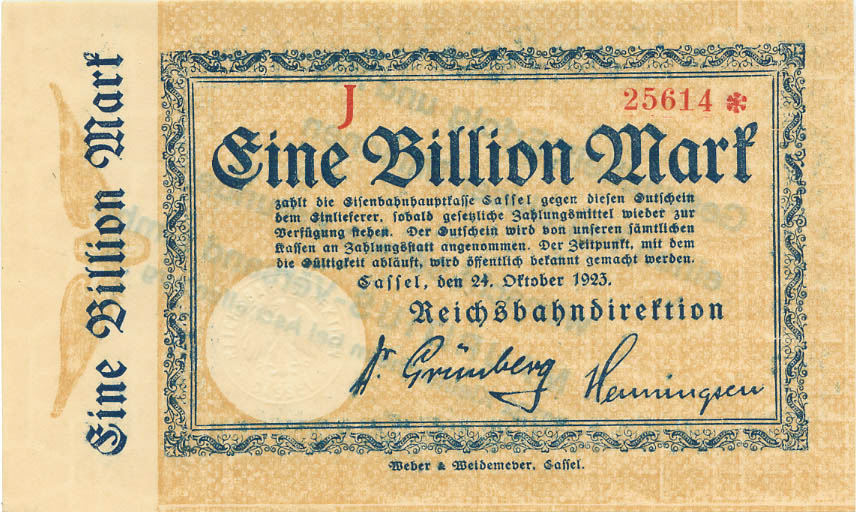 Eine Billion Mark
J
25614 *
Eine Billion Mark
zahlt die Eisenbahnhauptkasse Cassel gegen diesen Gutschein
dem Einlieferer, sobald gesetzliche Zahlungsmittel wieder zur
Verfügung stehen. Der Gutschein wird von unseren sämtlichen
Kassen an Zahlungsstatt angenommen. Der Zeitpunkt, mit dem
die Gültigkeit abläuft, wird öffentlich bekannt gemacht werden.
Cassel, den 24. Oktober 1923.
Reichsbahndirektion
Dr. Grünberg
Henningsen
Weber & Weidemeyer, Cassel.